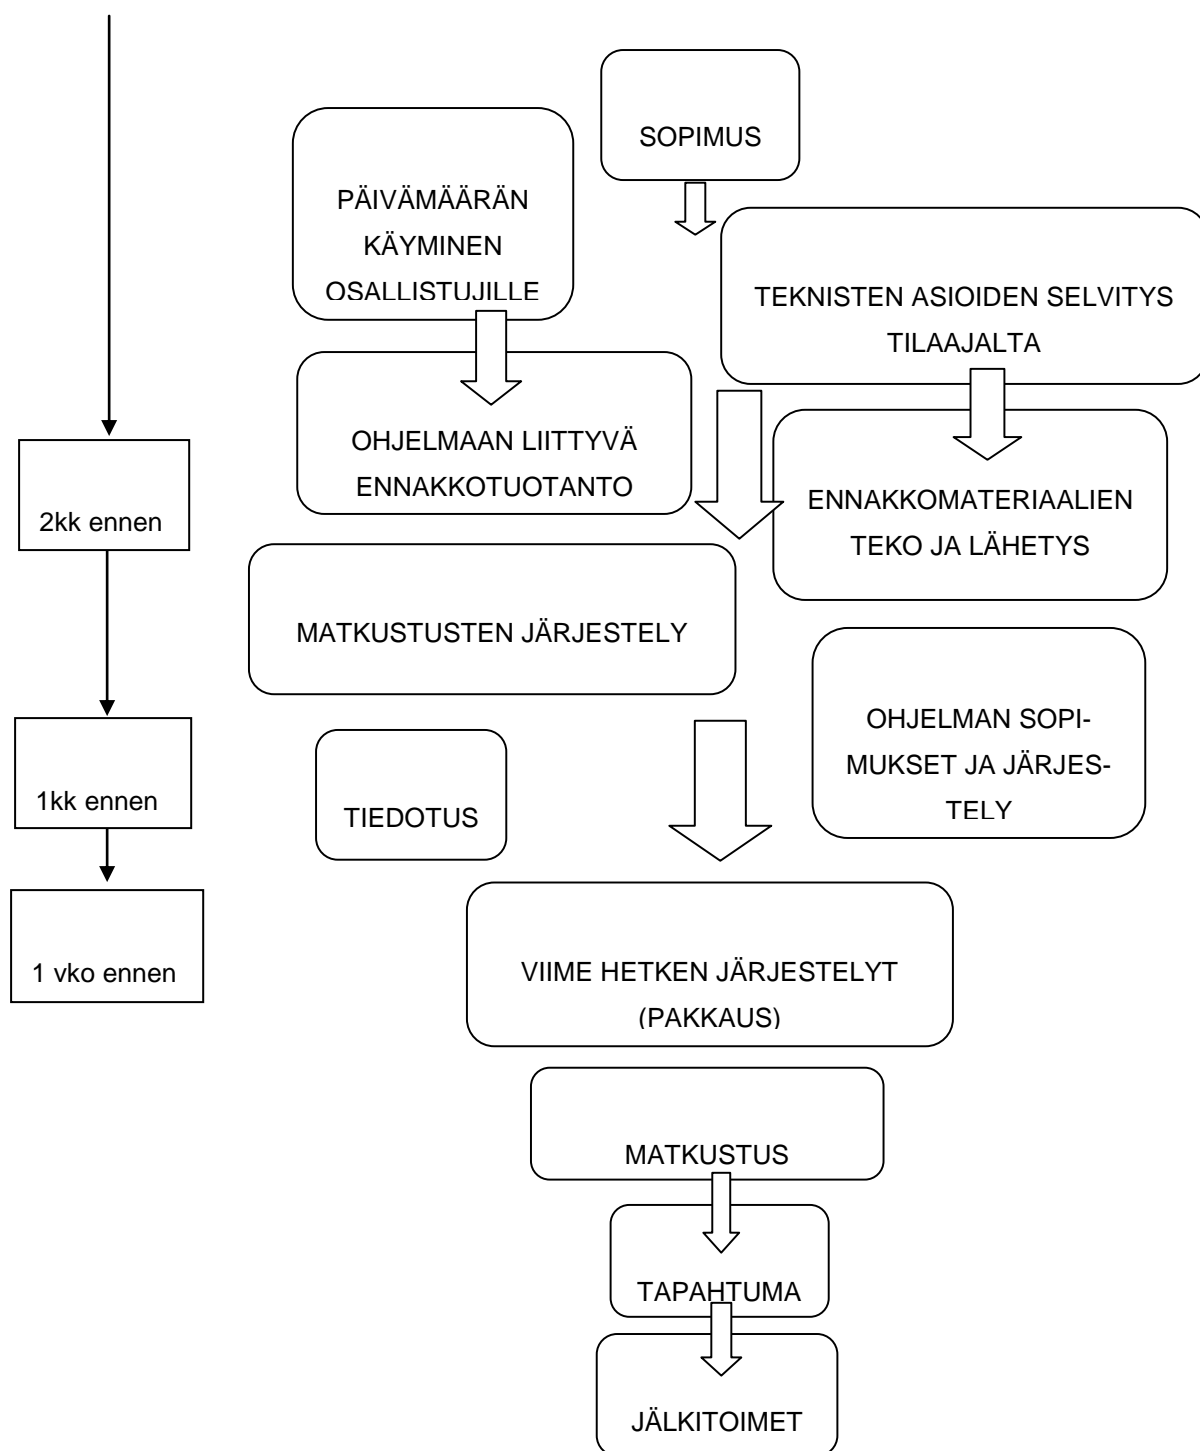 SOPIMUS
PÄIVÄMÄÄRÄN
KÄYMINEN
OSALLISTUJILLE
TEKNISTEN ASIOIDEN SELVITYS
TILAAJALTA
OHJELMAAN LIITTYVÄ
ENNAKKOTUOTANTO
2kk ennen
ENNAKKOMATERIAALIEN
TEKO JA LÄHETYS
MATKUSTUSTEN JÄRJESTELY
OHJELMAN SOPI-
MUKSET JA JÄRJES-
TELY
1kk ennen
TIEDOTUS
1 vko ennen
VIIME HETKEN JÄRJESTELYT
(PAKKAUS)
MATKUSTUS
TAPAHTUMA
JÄLKITOIMET